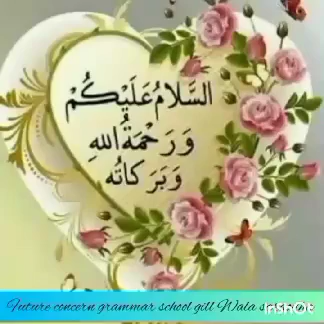 السَّلَامُ عَلَيْكُمْ
وَرَحْمَةُ اللهِ
وَبَرَكَاتُه
Future concern grammar school gill Wala